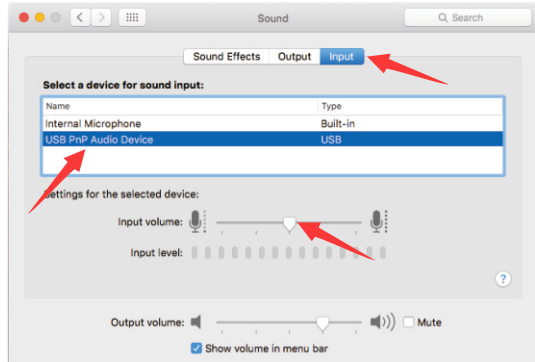 Sound
Search
Sound Effects Output Input
Select a device for sound input:
Name Type
Internal Microphone Built-in
USB PnP Audio Device USB
Settings for the selected device:
Input volume:
Input level:
?
Output volume: Mute
Show volume in menu bar